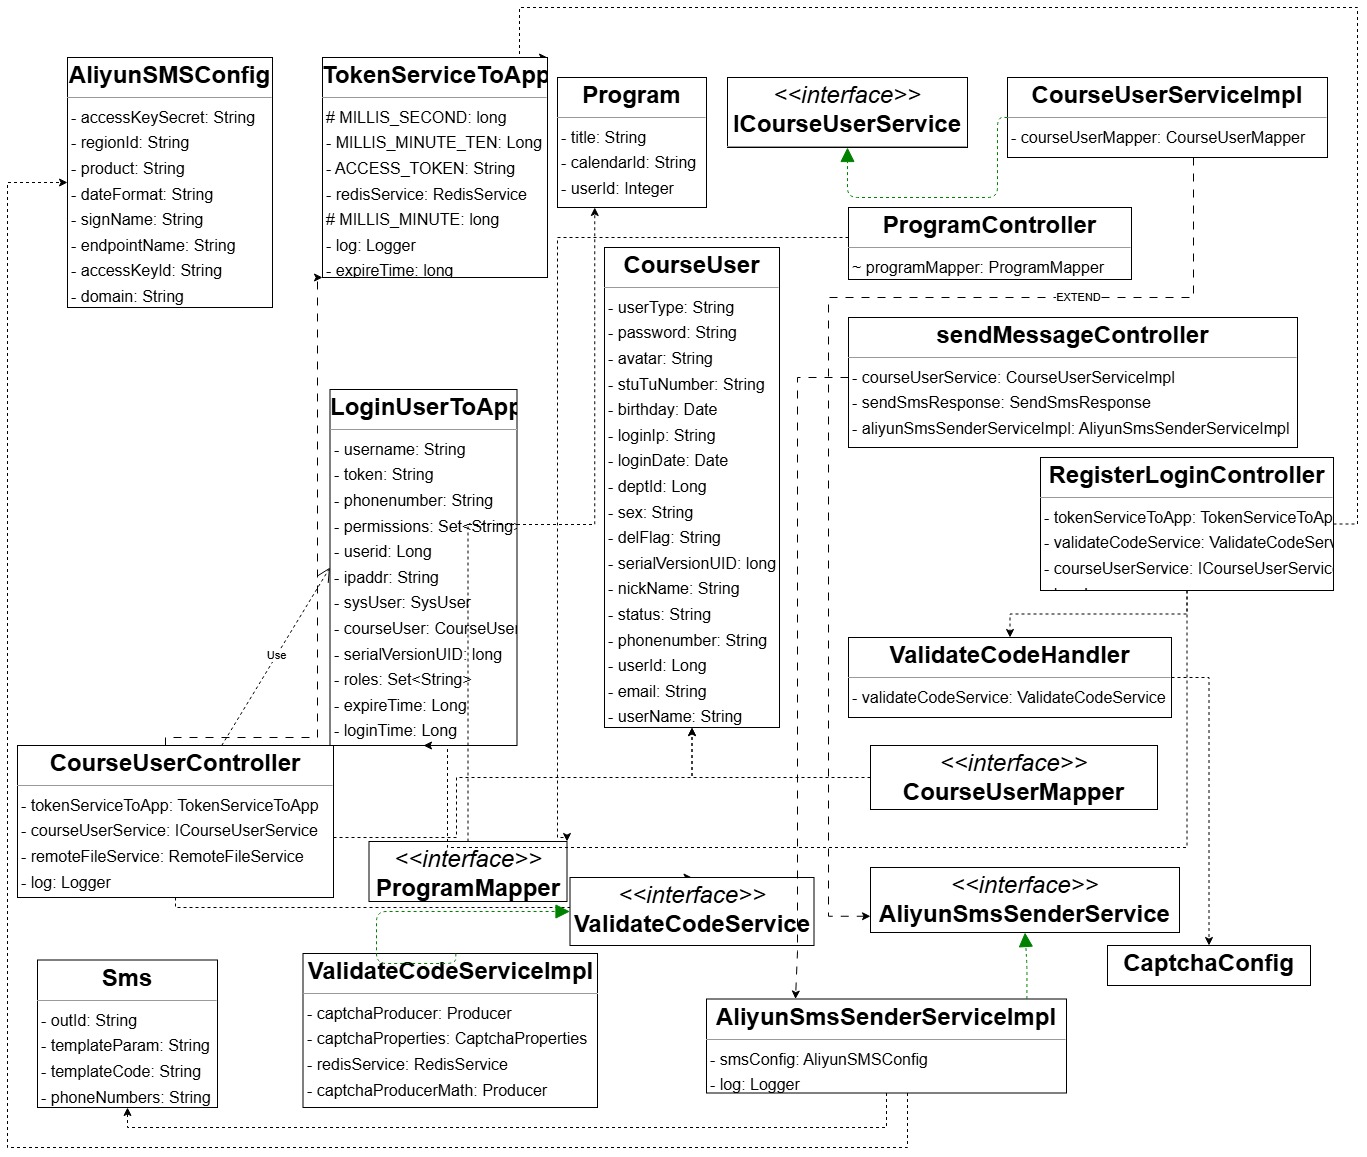 AliyunSMSConfig
- accessKeySecret: String
- regionId: String
- product: String
- dateFormat: String
- signName: String
- endpointName: String
- accessKeyId: String
- domain: String
TokenServiceToApp
# MILLIS_SECOND: long
- MILLIS_MINUTE_TEN: Long
- ACCESS_TOKEN: String
- redisService: RedisService
# MILLIS_MINUTE: long
- log: Logger
- expireTime: long
Program
- title: String
- calendarId: String
- userId: Integer
<<interface>>
ICourseUserService
CourseUserServiceImpl
- courseUserMapper: CourseUserMapper
ProgramController
~ programMapper: ProgramMapper
EXTEND
CourseUser
- userType: String
- password: String
- avatar: String
- stuTuNumber: String
- birthday: Date
- loginIp: String
- loginDate: Date
- deptId: Long
- sex: String
- delFlag: String
- serialVersionUID: long
- nickName: String
- status: String
- phonenumber: String
- userId: Long
- email: String
- userName: String
sendMessageController
- courseUserService: CourseUserServiceImpl
- sendSmsResponse: SendSmsResponse
- aliyunSmsSenderServiceImpl: AliyunSmsSenderServiceImpl
LoginUserToApp
- username: String
- token: String
- phonenumber: String
- permissions: Set<String>
- userid: Long
- ipaddr: String
- sysUser: SysUser
- courseUser: CourseUser
- serialVersionUID: long
- roles: Set<String>
- expireTime: Long
- loginTime: Long
RegisterLoginController
- tokenServiceToApp: TokenServiceToAp
- validateCodeService: ValidateCodeServ
- courseUserService: ICourseUserServic
Use
ValidateCodeHandler
- validateCodeService: ValidateCodeService
CourseUserController
- tokenServiceToApp: TokenServiceToApp
- courseUserService: ICourseUserService
- remoteFileService: RemoteFileService
- log: Logger
<<interface>>
CourseUserMapper
<<interface>>
ProgramMapper
<<interface>>
ValidateCodeService
<<interface>>
AliyunSmsSenderService
CaptchaConfig
Sms
- outId: String
- templateParam: String
- templateCode: String
- phoneNumbers: String
ValidateCodeServiceImpl
- captchaProducer: Producer
- captchaProperties: CaptchaProperties
- redisService: RedisService
- captchaProducerMath: Producer
AliyunSmsSenderServiceImpl
- smsConfig: AliyunSMSConfig
- log: Logger